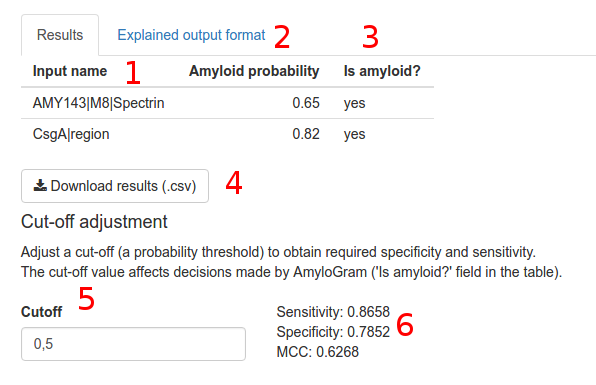 Results Explained output format 2 3
Input name 1 Amyloid probability Is amyloid?
AMY143|M8|Spectrin 0.65 yes
CsgA|region 0.82 yes
Download results (.csv) 4
Cut-off adjustment
Adjust a cut-off (a probability threshold) to obtain required specificity and sensitivity.
The cut-off value affects decisions made by AmyloGram ('Is amyloid?' field in the table).
5
Cutoff Sensitivity: 0.8658
Specificity: 0.7852 6
0,5 MCC: 0.6268